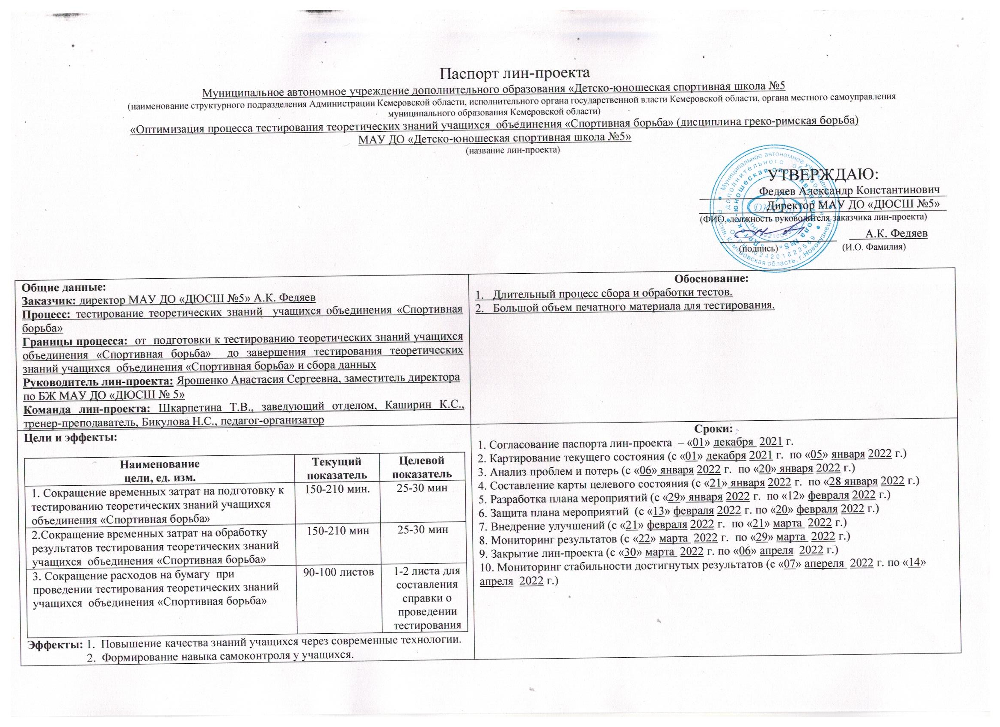 Паспорт лин-проекта
Муниципальное автономное учреждение дополнительного образования «Детско-юношеская спортивная школа №5
(наименование структурного подразделения Администрации Кемеровской области, исполнительного органа государственной власти Кемеровской области, органа местного самоуправления
муниципального образования Кемеровской области)
«Оптимизация процесса тестирования теоретических знаний учащихся объединения «Спортивная борьба» (дисциплина греко-римская борьба)
МАУ ДО «Детско-юношеская спортивная школа №5»
(название лин-проекта)
УТВЕРЖДАЮ:
Федяев Александр Константинович
Директор МАУ ДО «ДЮСШ №5»
(ФИО, должность руководителя заказчика лин-проекта)
А.К. Федяев
(подпись) (И.О. Фамилия)
Муниципальное автономное учреждение
дополнительного образования
Детско-юношеская спортивная школа №5
Россия, Кемеровская область, г.Новокузнецк
ДЮСШ
Общие данные:
Заказчик: директор МАУ ДО «ДЮСШ №5» А.К. Федяев
Процесс: тестирование теоретических знаний учащихся объединения «Спортивная
борьба»
Границы процесса: от подготовки к тестированию теоретических знаний учащихся
объединения «Спортивная борьба» до завершения тестирования теоретических
знаний учащихся объединения «Спортивная борьба» и сбора данных
Руководитель лин-проекта: Ярошенко Анастасия Сергеевна, заместитель директора
по БЖ МАУ ДО «ДЮСШ № 5»
Команда лин-проекта: Шкарпетина Т.В., заведующий отделом, Каширин К.С.,
тренер-преподаватель, Бикулова Н.С., педагог-организатор
Обоснование:
1. Длительный процесс сбора и обработки тестов.
2. Большой объем печатного материала для тестирования.
Цели и эффекты:
Наименование
цели, ед. изм.
Текущий
показатель
Целевой
показатель
1. Сокращение временных затрат на подготовку к
тестированию теоретических знаний учащихся
объединения «Спортивная борьба»
150-210 мин.
25-30 мин
2.Сокращение временных затрат на обработку
результатов тестирования теоретических знаний
учащихся объединения «Спортивная борьба»
150-210 мин
25-30 мин
3. Сокращение расходов на бумагу при
проведении тестирования теоретических знаний
учащихся объединения «Спортивная борьба»
90-100 листов
1-2 листа для
составления
справки о
проведении
тестирования
Эффекты: 1. Повышение качества знаний учащихся через современные технологии.
2. Формирование навыка самоконтроля у учащихся.
Сроки:
1. Согласование паспорта лин-проекта – «01» декабря 2021 г.
2. Картирование текущего состояния (с «01» декабря 2021 г. по «05» января 2022 г.)
3. Анализ проблем и потерь (с «06» января 2022 г. по «20» января 2022 г.)
4. Составление карты целевого состояния (с «21» января 2022 г. по «28 января 2022 г.)
5. Разработка плана мероприятий (с «29» января 2022 г. по «12» февраля 2022 г.)
6. Защита плана мероприятий (с «13» февраля 2022 г. по «20» февраля 2022 г.)
7. Внедрение улучшений (с «21» февраля 2022 г. по «21» марта 2022 г.)
8. Мониторинг результатов (с «22» марта 2022 г. по «29» марта 2022 г.)
9. Закрытие лин-проекта (с «30» марта 2022 г. по «06» апреля 2022 г.)
10. Мониторинг стабильности достигнутых результатов (с «07» апереля 2022 г. по «14»
апреля 2022 г.)